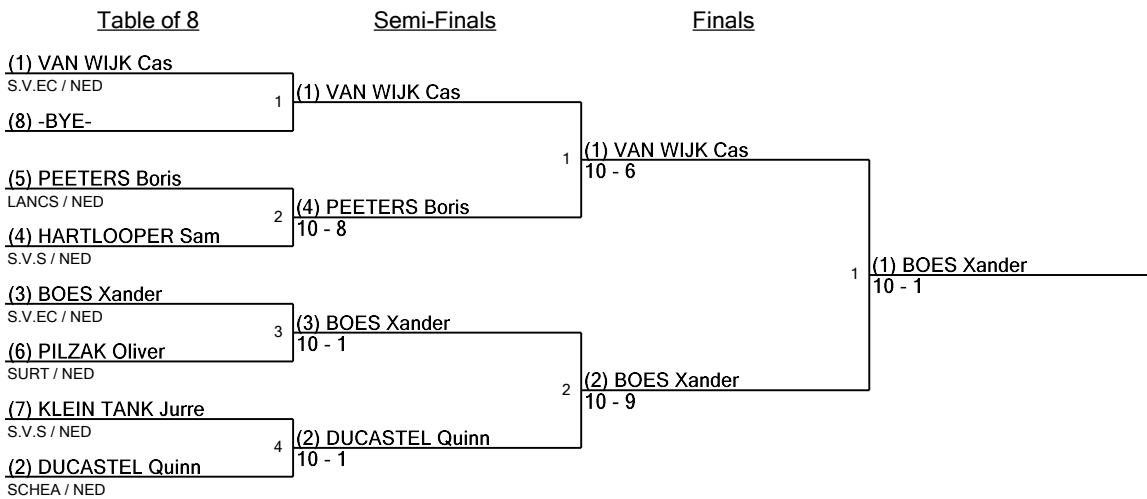 Table of 8
Semi-Finals
Finals
(1) VAN WIJK Cas
S.V.EC / NED
1
(8) -BYE-
(5) PEETERS Boris
LANCS / NED
2
(4) HARTLOOPER Sam
S.V.S / NED
(3) BOES Xander
S.V.EC / NED
3
(6) PILZAK Oliver
SURT / NED
(7) KLEIN TANK Jurre
S.V.S / NED
4
(2) DUCASTEL Quinn
SCHEA / NED
(1) VAN WIJK Cas
1
(4) PEETERS Boris
10 - 8
(3) BOES Xander
10 - 1
2
(2) DUCASTEL Quinn
10 - 1
(1) VAN WIJK Cas
10 - 6
1
(2) BOES Xander
10 - 9
(1) BOES Xander
10 - 1